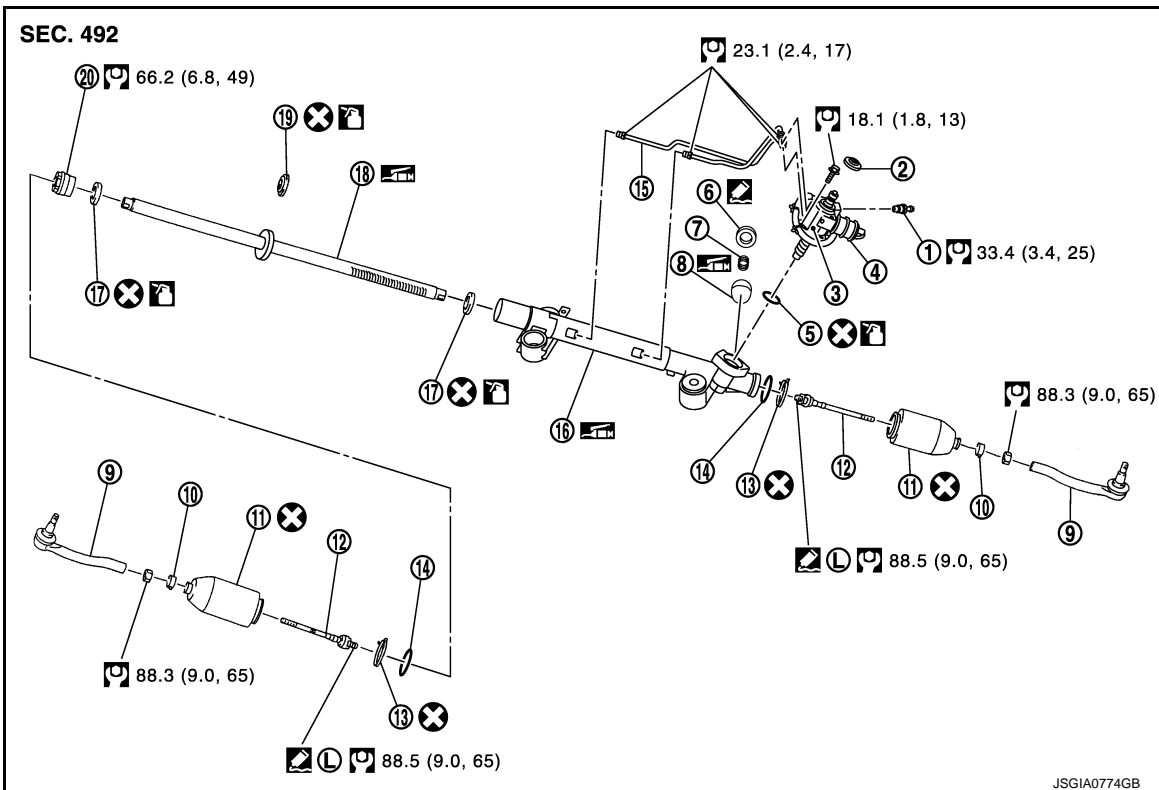 SEC. 492
23.1 (2.4, 17)
⑳ 66.2 (6.8, 49)
⑲
18.1 (1.8, 13)
②
⑱
⑮
⑥
⑦
⑧
① 33.4 (3.4, 25)
④
③
⑰
⑤
⑰
88.3 (9.0, 65)
⑯
⑫
⑭
⑬
⑪
⑩
⑨
⑨
⑩
⑪
⑫
⑭
Ⓛ 88.5 (9.0, 65)
88.3 (9.0, 65)
⑬
Ⓛ 88.5 (9.0, 65)
JSGIA0774GB